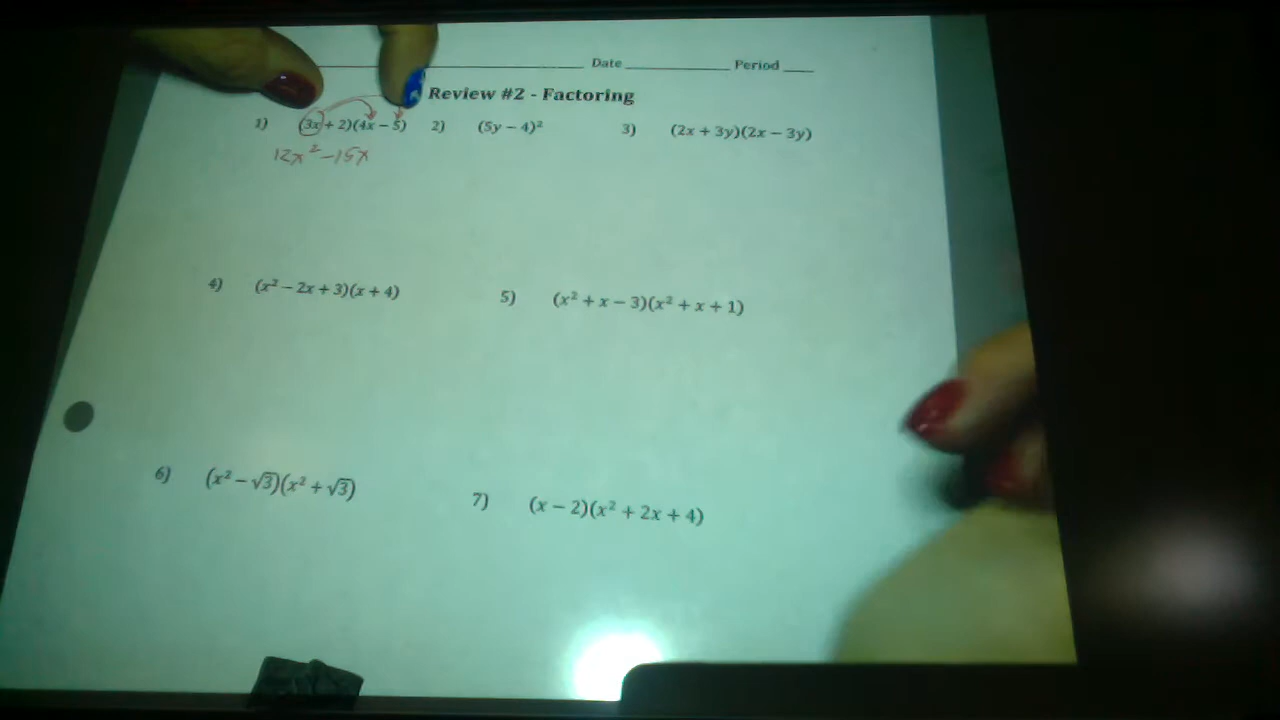 Date ____________ Period ____
Review #2 - Factoring
1) (3x + 2)(4x - 5) 2) (5y - 4)² 3) (2x + 3y)(2x - 3y)
12x² - 15x
4) (x² - 2x + 3)(x + 4) 5) (x² + x - 3)(x² + x + 1)
6) (x² - √3)(x² + √3) 7) (x - 2)(x² + 2x + 4)